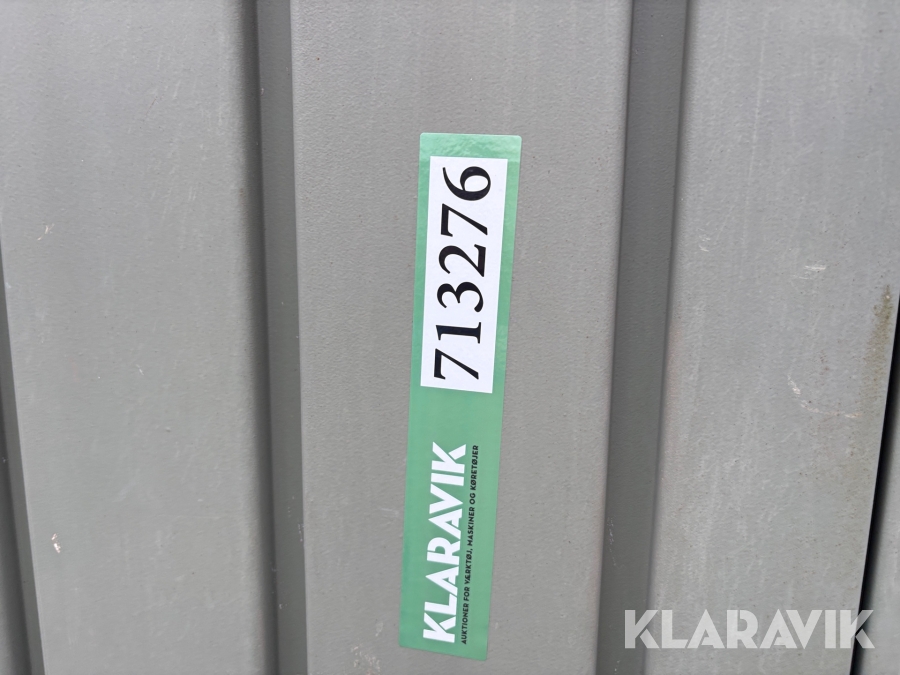 KLARAVIK
AUKTIONER FOR VÆRKTØJ, MASKINER OG KØRETØJER
713276
KLARAVIK